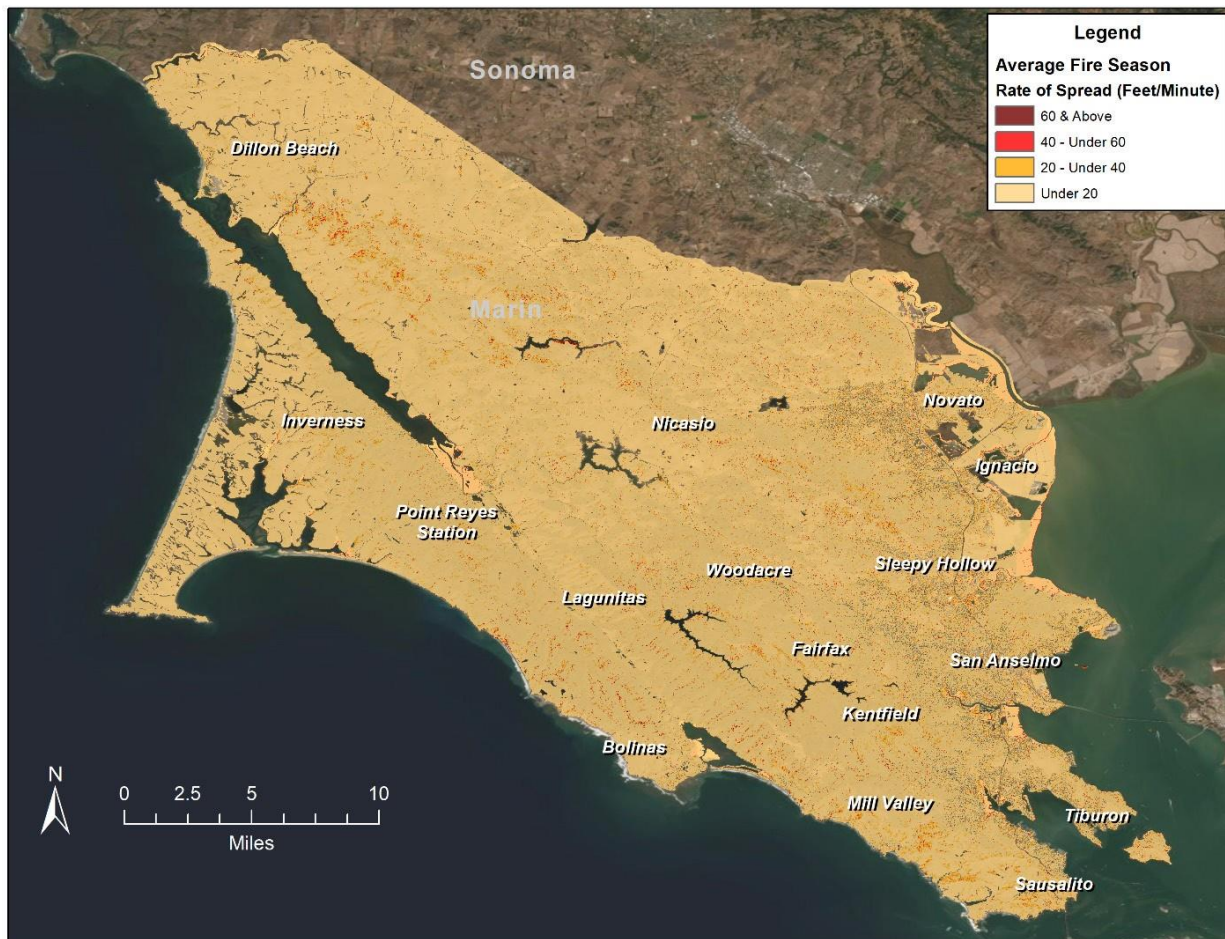 Legend
Average Fire Season
Rate of Spread (Feet/Minute)
60 & Above
40 - Under 60
20 - Under 40
Under 20
Sonoma
Dillon Beach
Marin
Novato
Inverness
Nicasio
Ignacio
Point Reyes
Station
Woodacre
Sleepy Hollow
Lagunitas
Fairfax
San Anselmo
Kentfield
Bolinas
Mill Valley
Tiburon
Sausalito
N
0 2.5 5 10
Miles